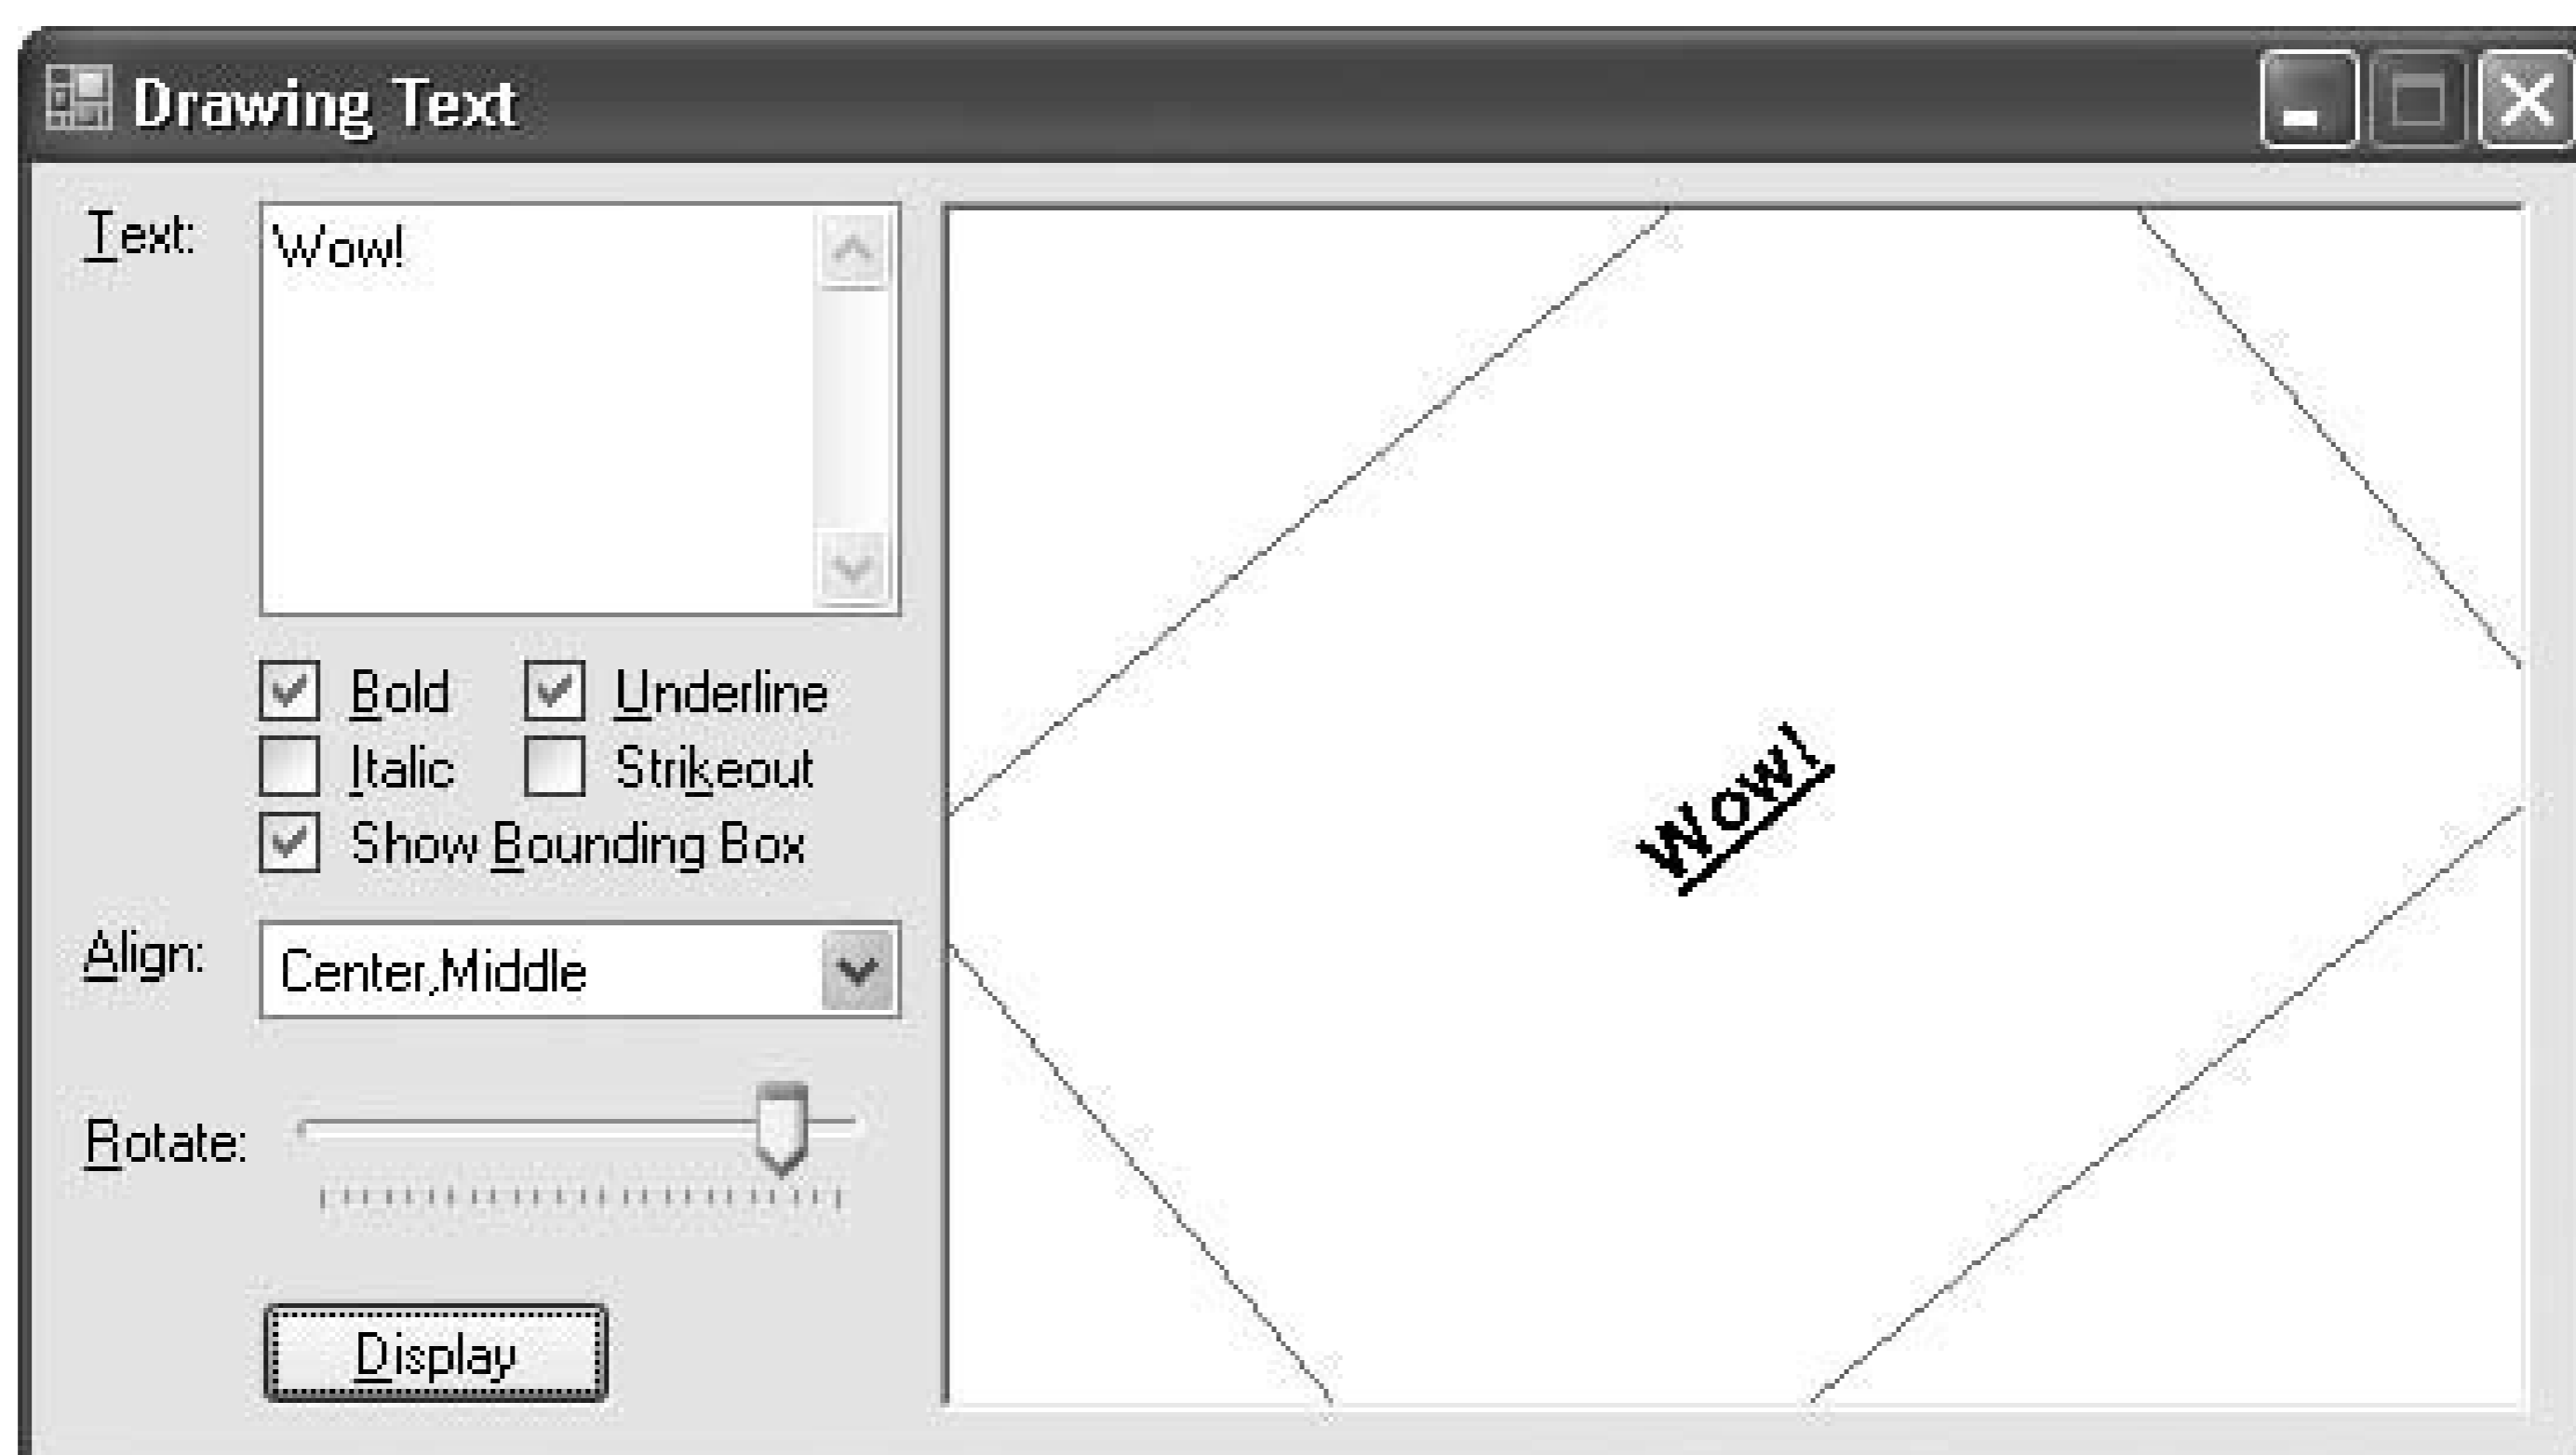 Drawing Text
Text:
Wow!
Bold
Underline
Italic
Strikeout
Show Bounding Box
Align:
Center,Middle
Rotate:
Display
Wow!